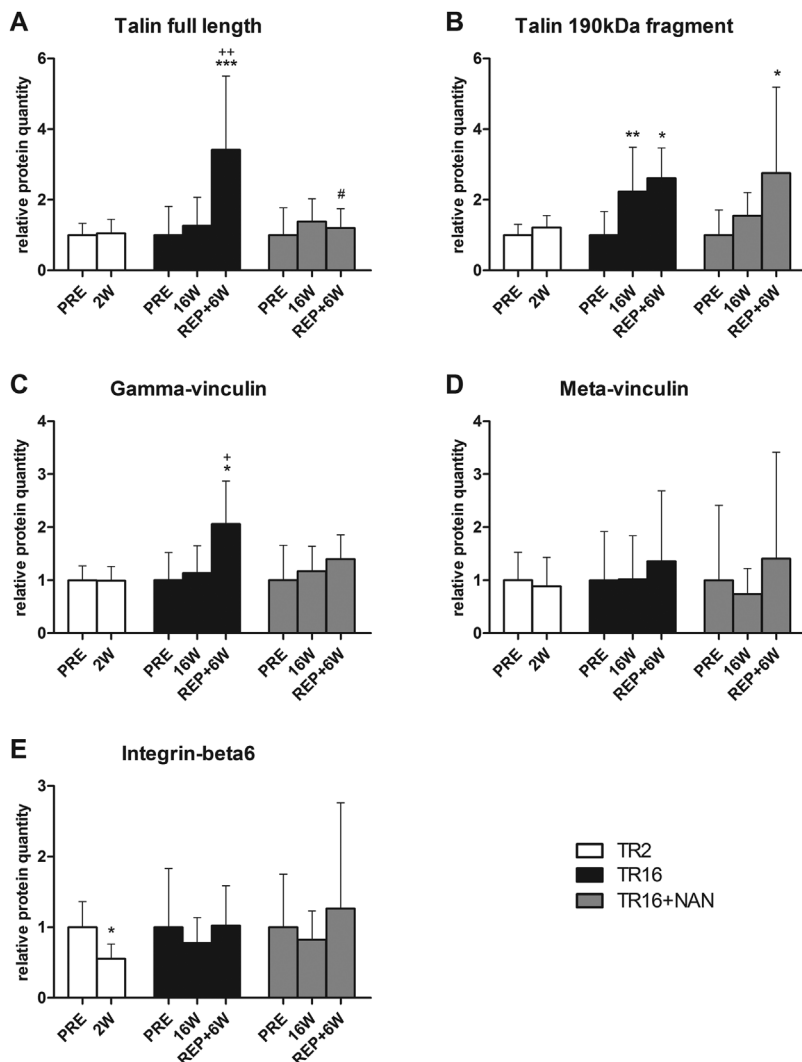 A Talin full length
relative protein quantity
6
4
2
0
++
***
#
PRE 2W PRE 16W REP+6W PRE 16W REP+6W
B Talin 190kDa fragment
relative protein quantity
6
4
2
0
**
*
*
PRE 2W PRE 16W REP+6W PRE 16W REP+6W
C Gamma-vinculin
relative protein quantity
4
3
2
1
0
+
*
PRE 2W PRE 16W REP+6W PRE 16W REP+6W
D Meta-vinculin
relative protein quantity
4
3
2
1
0
PRE 2W PRE 16W REP+6W PRE 16W REP+6W
E Integrin-beta6
relative protein quantity
3
2
1
0
*
PRE 2W PRE 16W REP+6W PRE 16W REP+6W
TR2
TR16
TR16+NAN